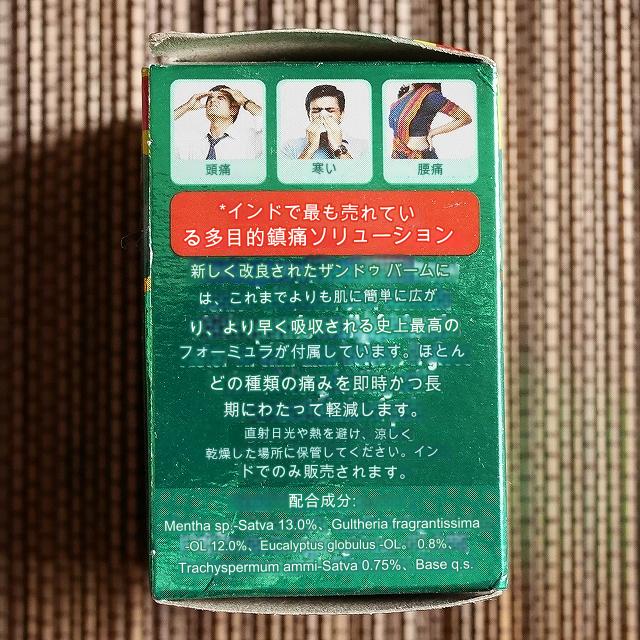 頭痛
寒い
腰痛
*インドで最も売れてい
る多目的鎮痛ソリューション
新しく改良されたザンドゥ バームに
は、これまでよりも肌に簡単に広が
り、より早く吸収される史上最高の
フォーミュラが付属しています。ほとん
どの種類の痛みを即時かつ長
期にわたって軽減します。
直射日光や熱を避け、涼しく
乾燥した場所に保管してください。イン
ドでのみ販売されます。
配合成分:
Mentha sp.-Satva 13.0%、Gultheria fragrantissima
-OL 12.0%、Eucalyptus globulus -OL。 0.8%、
Trachyspermum ammi-Satva 0.75%、Base q.s.